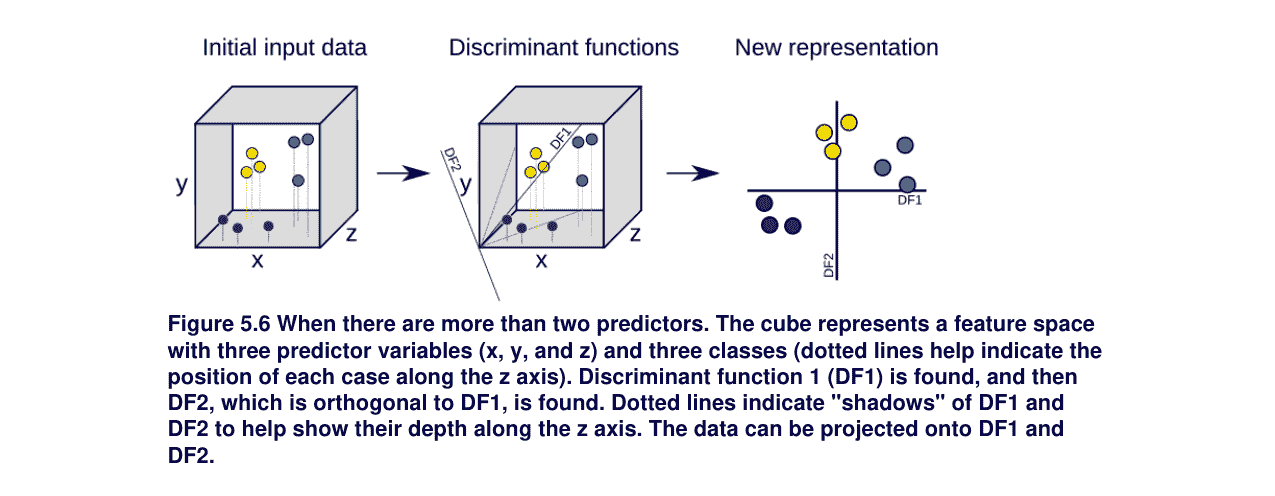 Initial input data
Discriminant functions
New representation
y
x
z
DF2
DF1
y
x
z
DF1
DF2
Figure 5.6 When there are more than two predictors. The cube represents a feature space
with three predictor variables (x, y, and z) and three classes (dotted lines help indicate the
position of each case along the z axis). Discriminant function 1 (DF1) is found, and then
DF2, which is orthogonal to DF1, is found. Dotted lines indicate "shadows" of DF1 and
DF2 to help show their depth along the z axis. The data can be projected onto DF1 and
DF2.